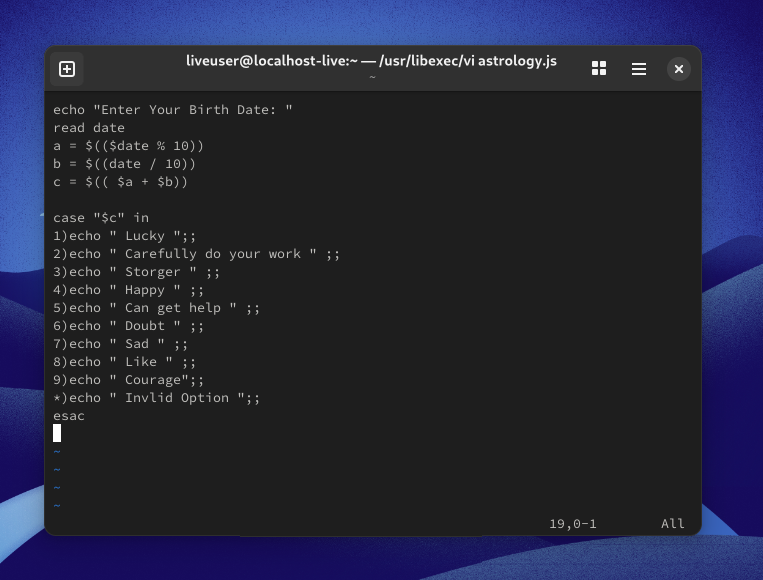 liveuser@localhost-live:~ — /usr/libexec/vi astrology.js
~
echo "Enter Your Birth Date: "
read date
a = $(($date % 10))
b = $((date / 10))
c = $(( $a + $b))

case "$c" in
1)echo " Lucky ";;
2)echo " Carefully do your work " ;;
3)echo " Storger " ;;
4)echo " Happy " ;;
5)echo " Can get help " ;;
6)echo " Doubt " ;;
7)echo " Sad " ;;
8)echo " Like " ;;
9)echo " Courage";;
*)echo " Invlid Option ";;
esac
~
~
~
~
19,0-1 All